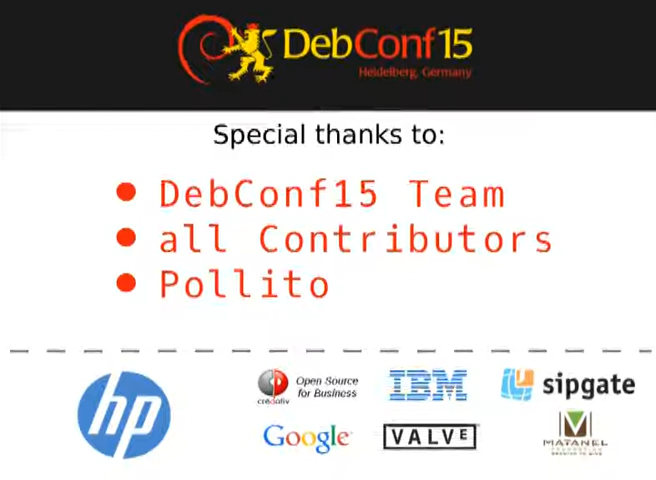 DebConf15
Heidelberg, Germany
Special thanks to:
DebConf15 Team
all Contributors
Pollito
hp
credativ
Open Source
for Business
IBM
sipgate
Google
VALVE
MATANEL